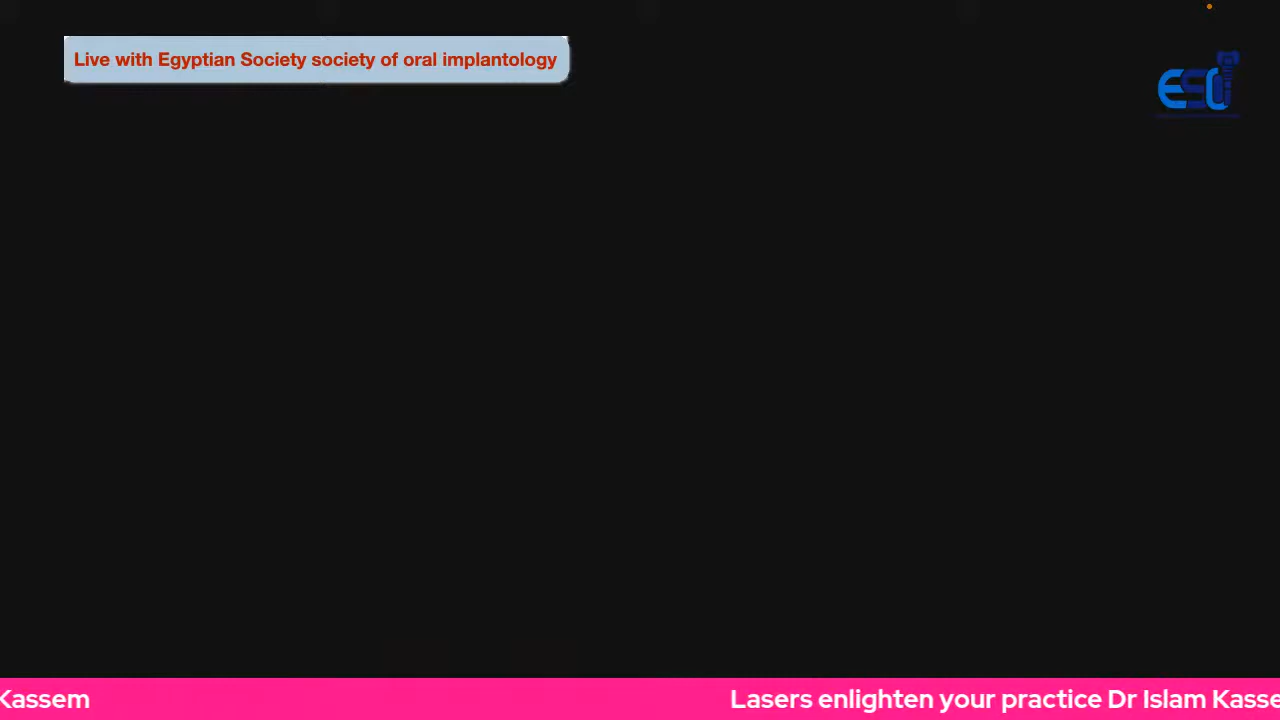 Live with Egyptian Society society of oral implantology
ESOI
Kassem
Lasers enlighten your practice Dr Islam Kasse